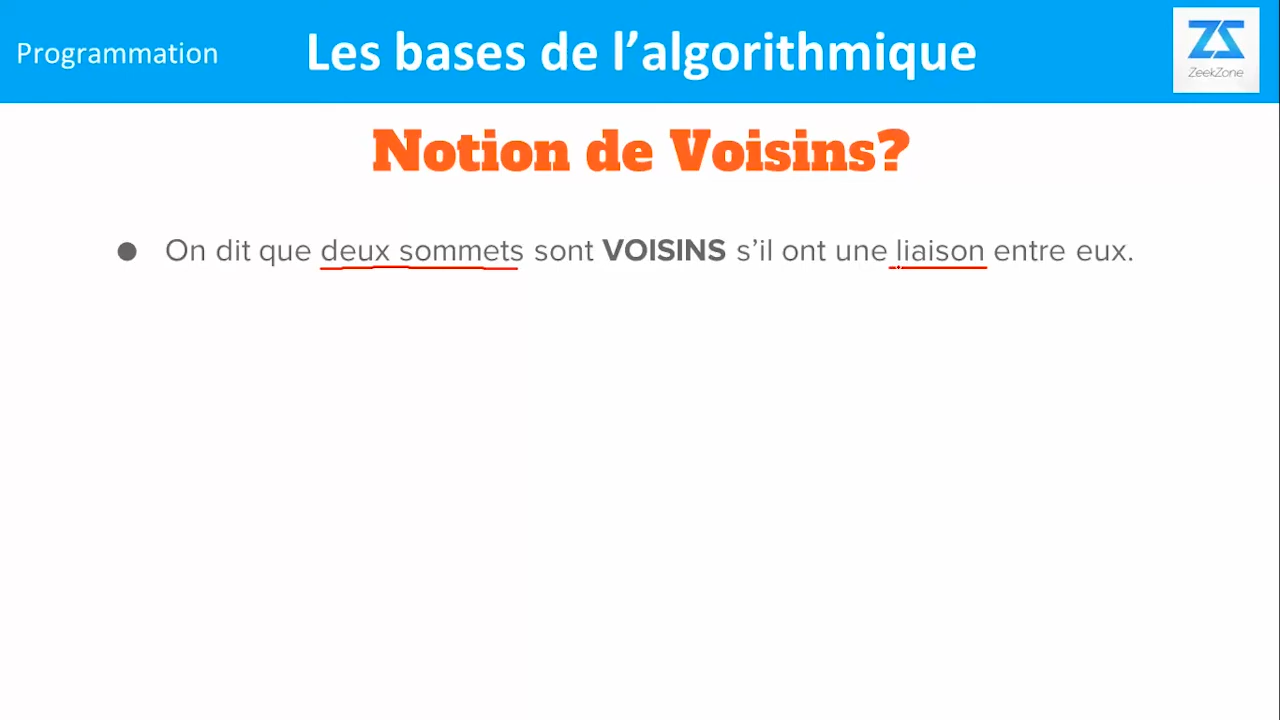 Programmation
Les bases de l’algorithmique
ZS
ZeekZone
Notion de Voisins?
● On dit que deux sommets sont VOISINS s’il ont une liaison entre eux.